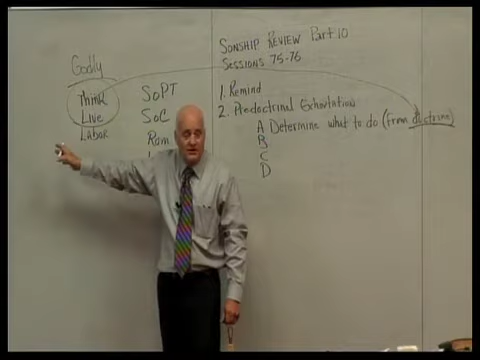 Godly
Think
Live
Labor
SoPT
SoC
Rom
SONSHIP REVIEW Part 10
SESSIONS 75-76
1. Remind
2. Predoctrinal Exhortation
A Determine what to do (from doctrine)
B
C
D